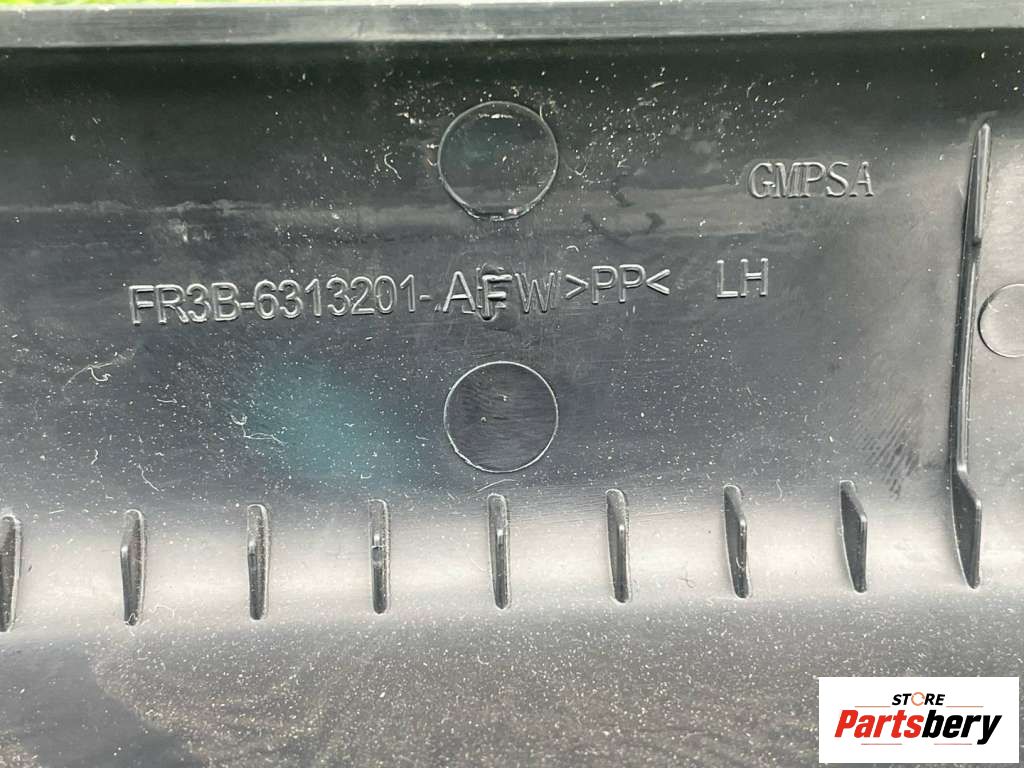 GMPSA
FR3B-6313201-AFW >PP< LH
STORE
Partsbery